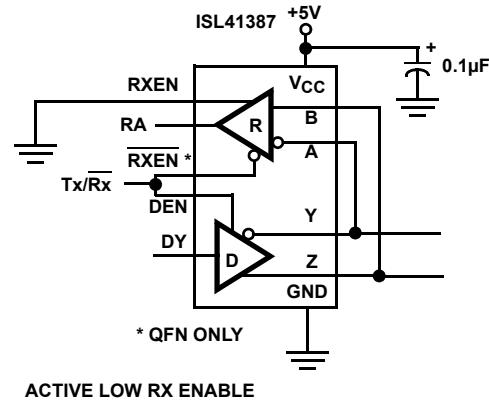 ISL41387
+5V
+
0.1µF
RXEN
VCC
B
RA
R
A
RXEN *
Tx/Rx
DEN
Y
DY
D
Z
GND
* QFN ONLY
ACTIVE LOW RX ENABLE